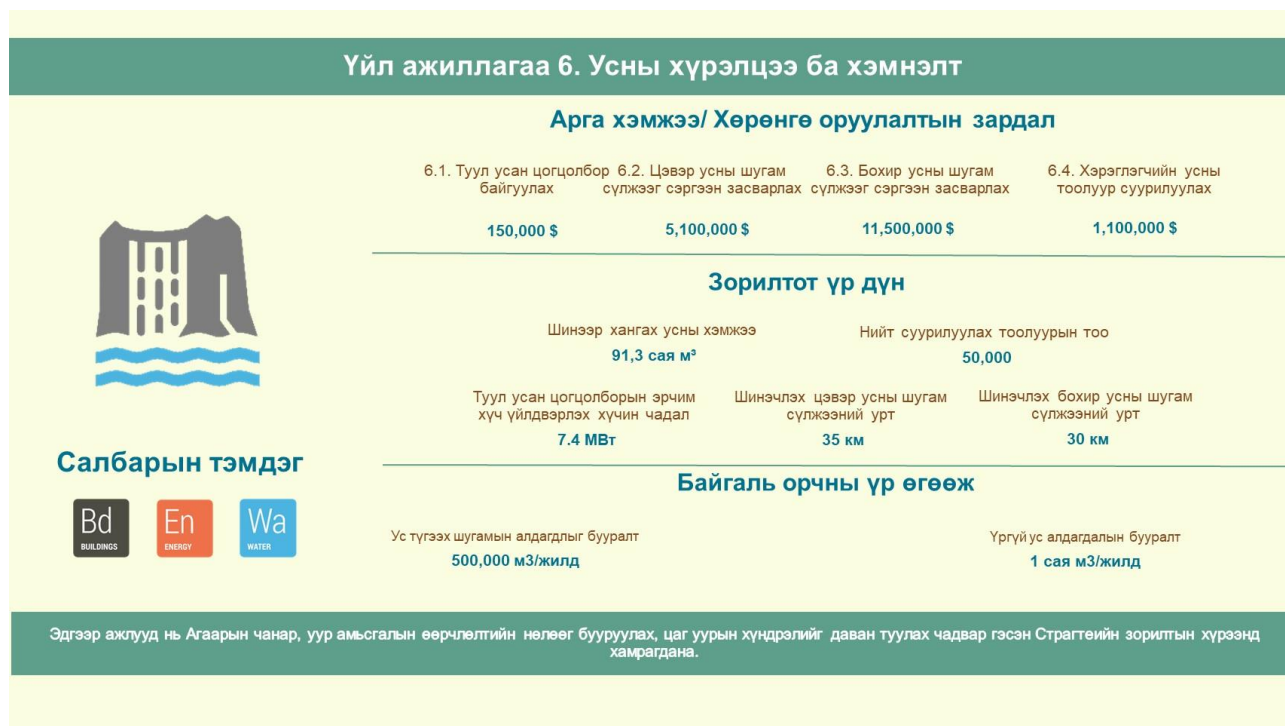 Үйл ажиллагаа 6. Усны хүрэлцээ ба хэмнэлт
Арга хэмжээ/ Хөрөнгө оруулалтын зардал
6.1. Туул усан цогцолбор
байгуулах
150,000 $
6.2. Цэвэр усны шугам
сүлжээг сэргээн засварлах
5,100,000 $
6.3. Бохир усны шугам
сүлжээг сэргээн засварлах
11,500,000 $
6.4. Хэрэглэгчийн усны
тоолуур суурилуулах
1,100,000 $
Зорилтот үр дүн
Шинээр хангах усны хэмжээ
91,3 сая м³
Нийт суурилуулах тоолуурын тоо
50,000
Туул усан цогцолборын эрчим
хүч үйлдвэрлэх хүчин чадал
7.4 МВт
Шинэчлэх цэвэр усны шугам
сүлжээний урт
35 км
Шинэчлэх бохир усны шугам
сүлжээний урт
30 км
Салбарын тэмдэг
Bd
BUILDINGS
En
ENERGY
Wa
WATER
Байгаль орчны үр өгөөж
Ус түгээх шугамын алдагдлыг бууралт
500,000 м3/жилд
Үргүй ус алдагдалын бууралт
1 сая м3/жилд
Эдгээр ажлууд нь Агаарын чанар, уур амьсгалын өөрчлөлтийн нөлөөг бууруулах, цаг уурын хүндрэлийг даван туулах чадвар гэсэн Страгтеийн зорилтын хүрээнд
хамрагдана.